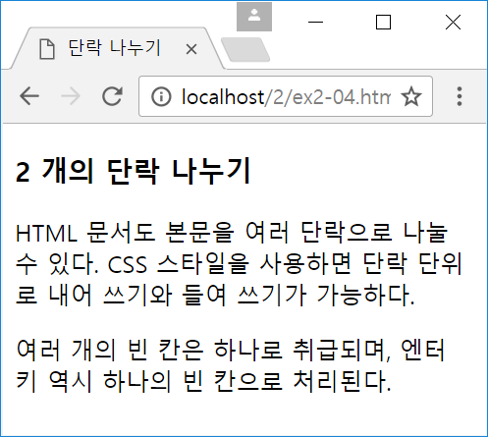 단락 나누기
localhost/2/ex2-04.htm
2 개의 단락 나누기
HTML 문서도 본문을 여러 단락으로 나눌
수 있다. CSS 스타일을 사용하면 단락 단위
로 내어 쓰기와 들여 쓰기가 가능하다.
여러 개의 빈 칸은 하나로 취급되며, 엔터
키 역시 하나의 빈 칸으로 처리된다.